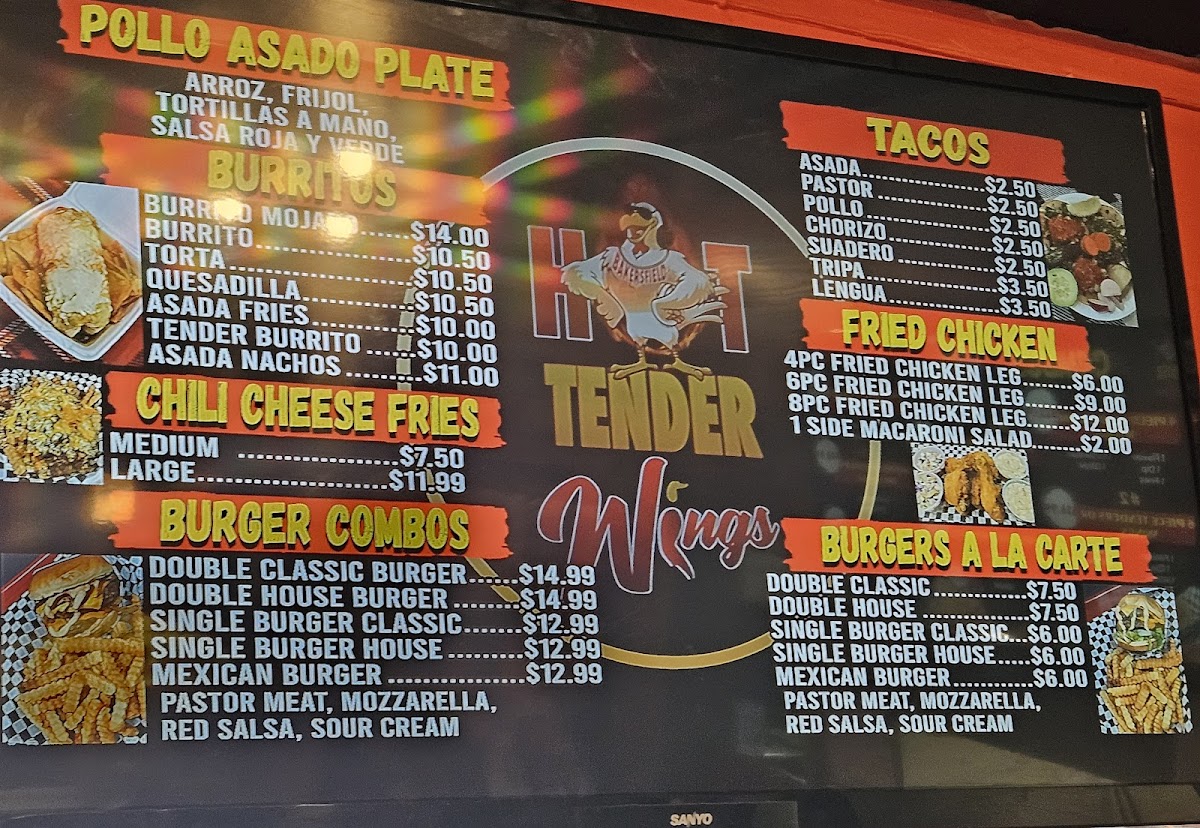 POLLO ASADO PLATE
ARROZ, FRIJOL,
TORTILLAS A MANO,
SALSA ROJA Y VERDE
BURRITOS
BURRITO MOJADO.......$14.00
BURRITO..................$10.50
TORTA.....................$10.50
QUESADILLA.............$10.50
ASADA FRIES............$10.00
TENDER BURRITO ......$10.00
ASADA NACHOS .........$11.00
CHILI CHEESE FRIES
MEDIUM ..................$7.50
LARGE.....................$11.99
BURGER COMBOS
DOUBLE CLASSIC BURGER......$14.99
DOUBLE HOUSE BURGER ........$14.99
SINGLE BURGER CLASSIC.......$12.99
SINGLE BURGER HOUSE .........$12.99
MEXICAN BURGER ................$12.99
PASTOR MEAT, MOZZARELLA,
RED SALSA, SOUR CREAM
BAKERSFIELD
HOT
TENDER
Wings
TACOS
ASADA..................$2.50
PASTOR ................$2.50
POLLO..................$2.50
CHORIZO...............$2.50
SUADERO ..............$2.50
TRIPA...................$3.50
LENGUA................$3.50
FRIED CHICKEN
4PC FRIED CHICKEN LEG........$6.00
6PC FRIED CHICKEN LEG........$9.00
8PC FRIED CHICKEN LEG.......$12.00
1 SIDE MACARONI SALAD.......$2.00
BURGERS A LA CARTE
DOUBLE CLASSIC .............$7.50
DOUBLE HOUSE ...............$7.50
SINGLE BURGER CLASSIC...$6.00
SINGLE BURGER HOUSE.....$6.00
MEXICAN BURGER............$6.00
PASTOR MEAT, MOZZARELLA,
RED SALSA, SOUR CREAM
SANYO